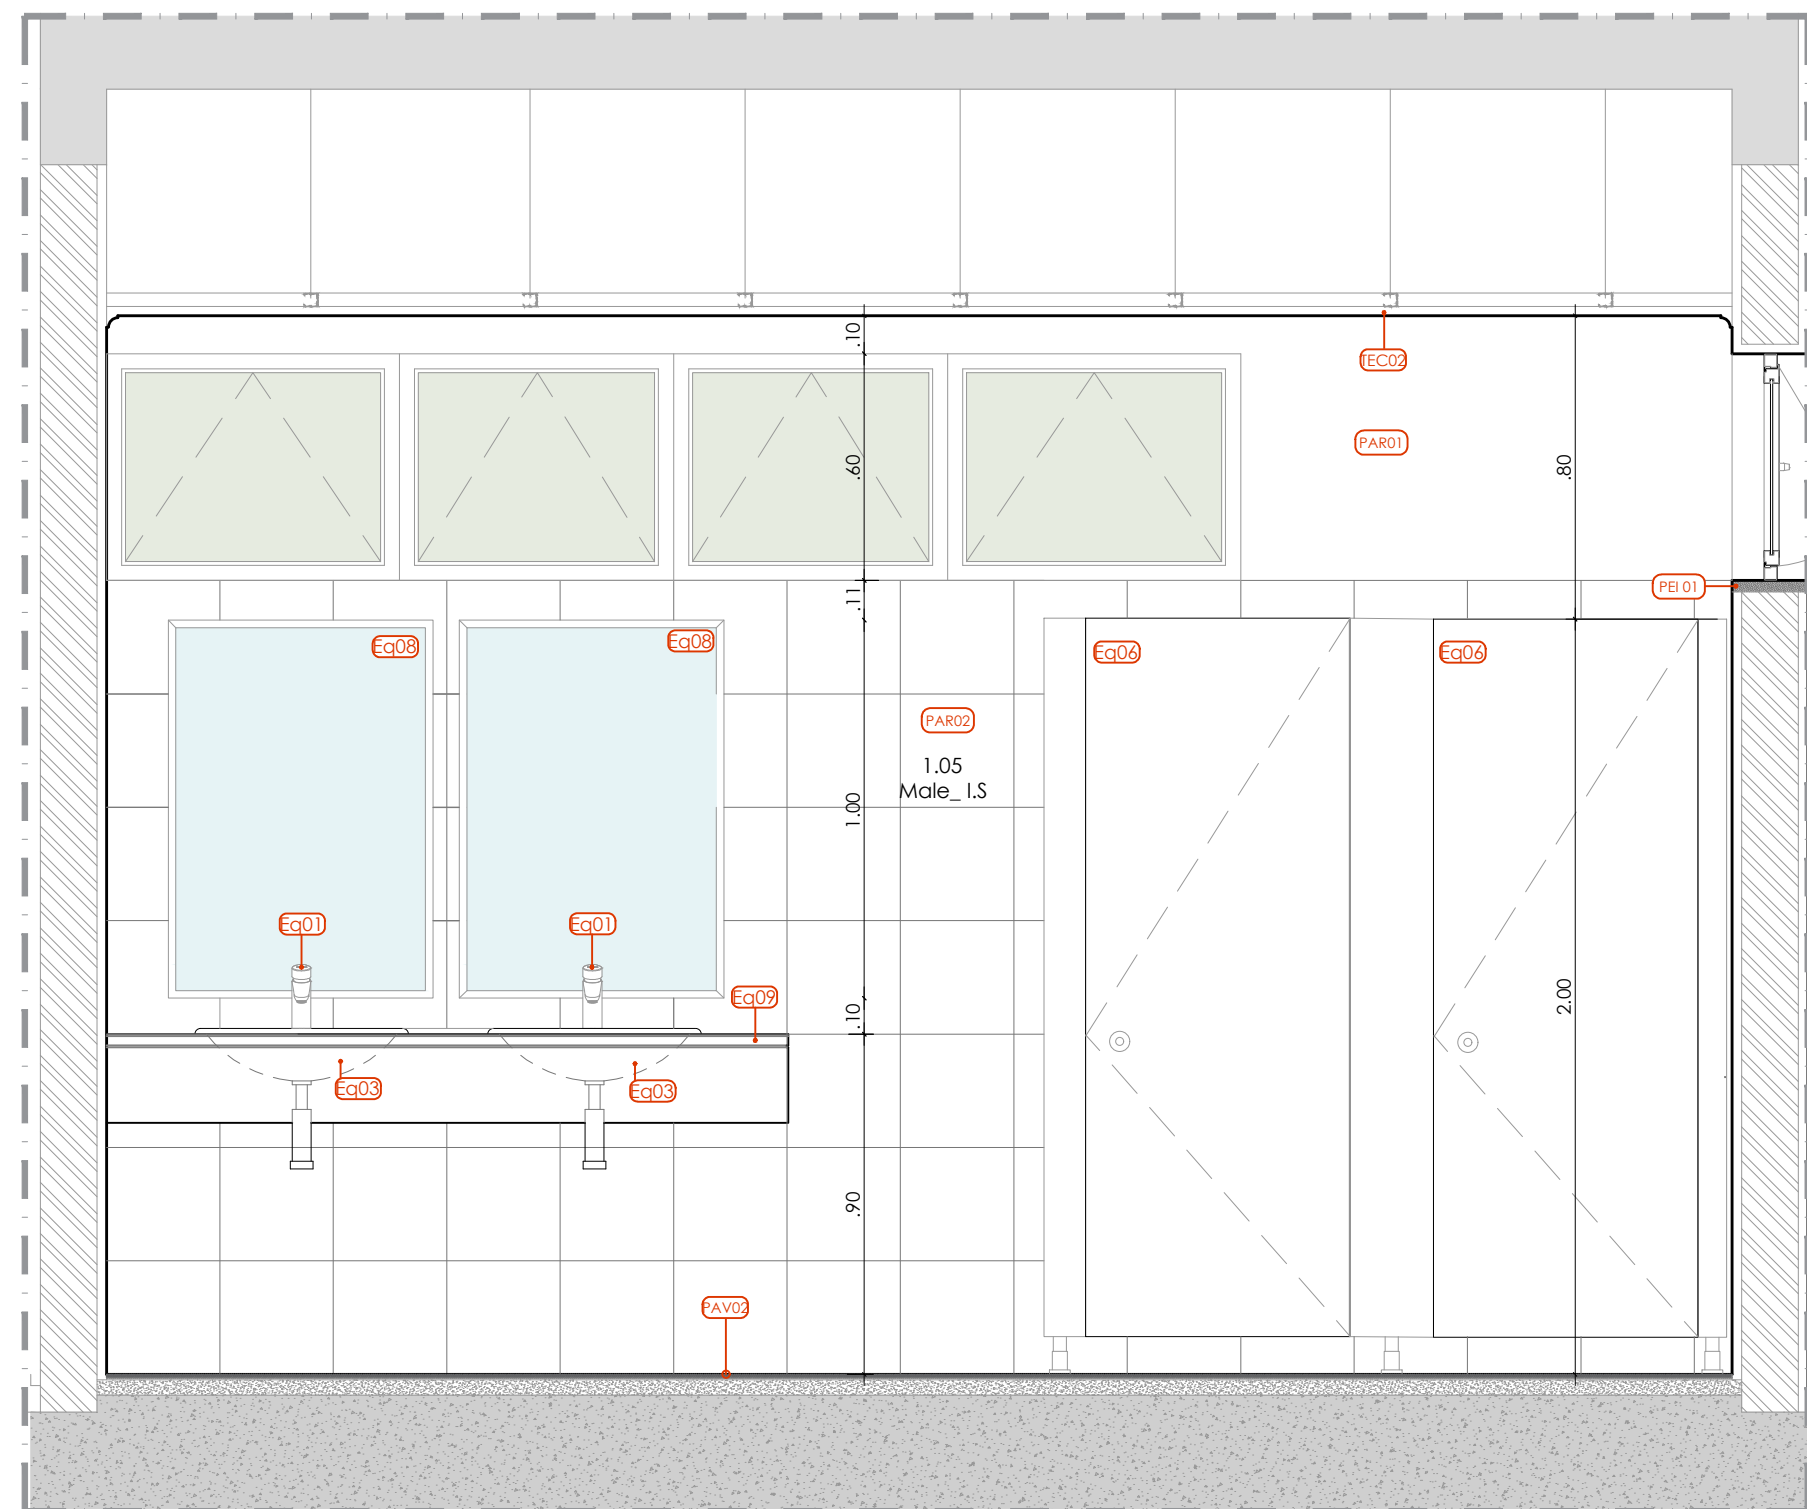 .10
TEC02
PAR01
.60
.80
.11
PEI 01
Eq08
Eq08
Eq06
Eq06
PAR02
1.05
Male_ I.S
1.00
Eq01
Eq01
Eq09
.10
2.00
Eq03
Eq03
.90
PAV02